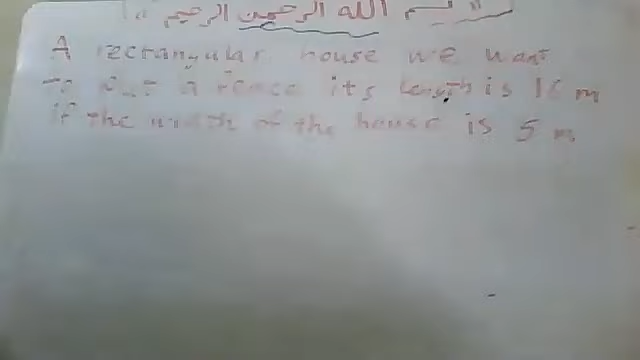 بسم الله الرحمن الرحيم
A rectangular house we want
to put a fence its length is 16 m
if the width of the house is 5 m